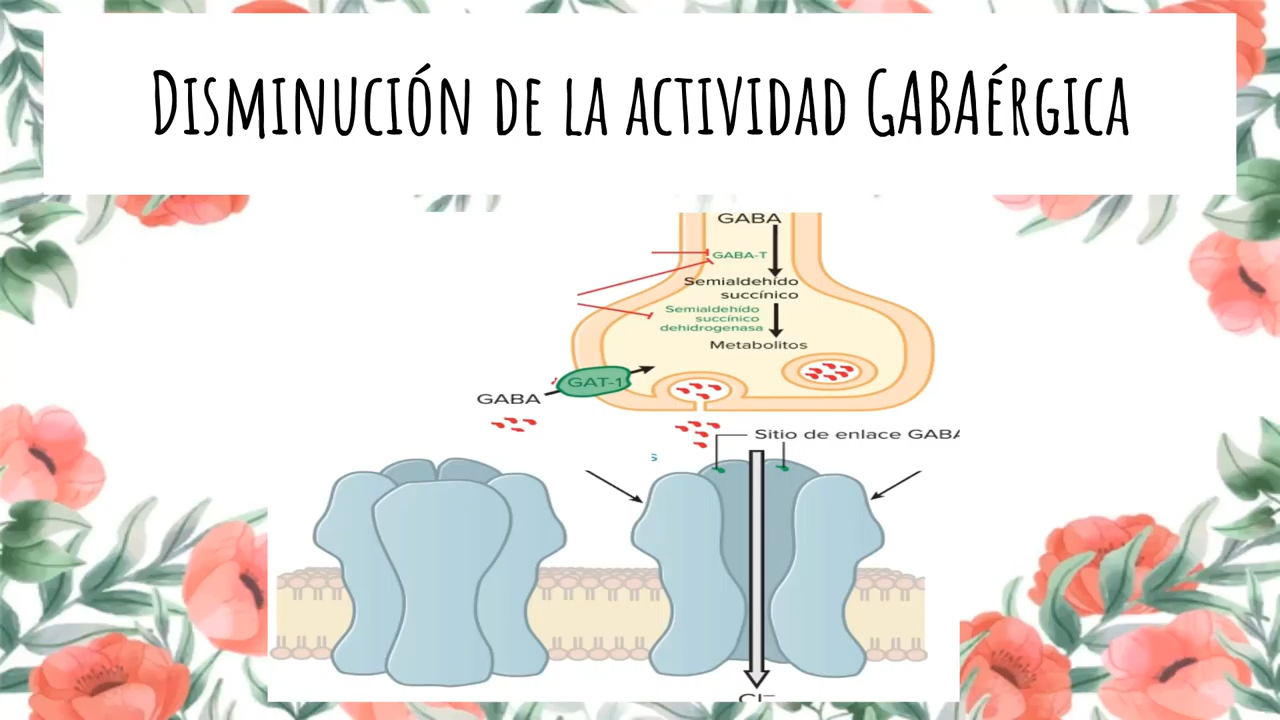 Disminución de la actividad GABAérgica
GABA
GABA-T
Semialdehído
succínico
Semialdehído
succínico
dehidrogenasa
Metabolitos
GAT-1
GABA
Sitio de enlace GABA
s
Cl⁻